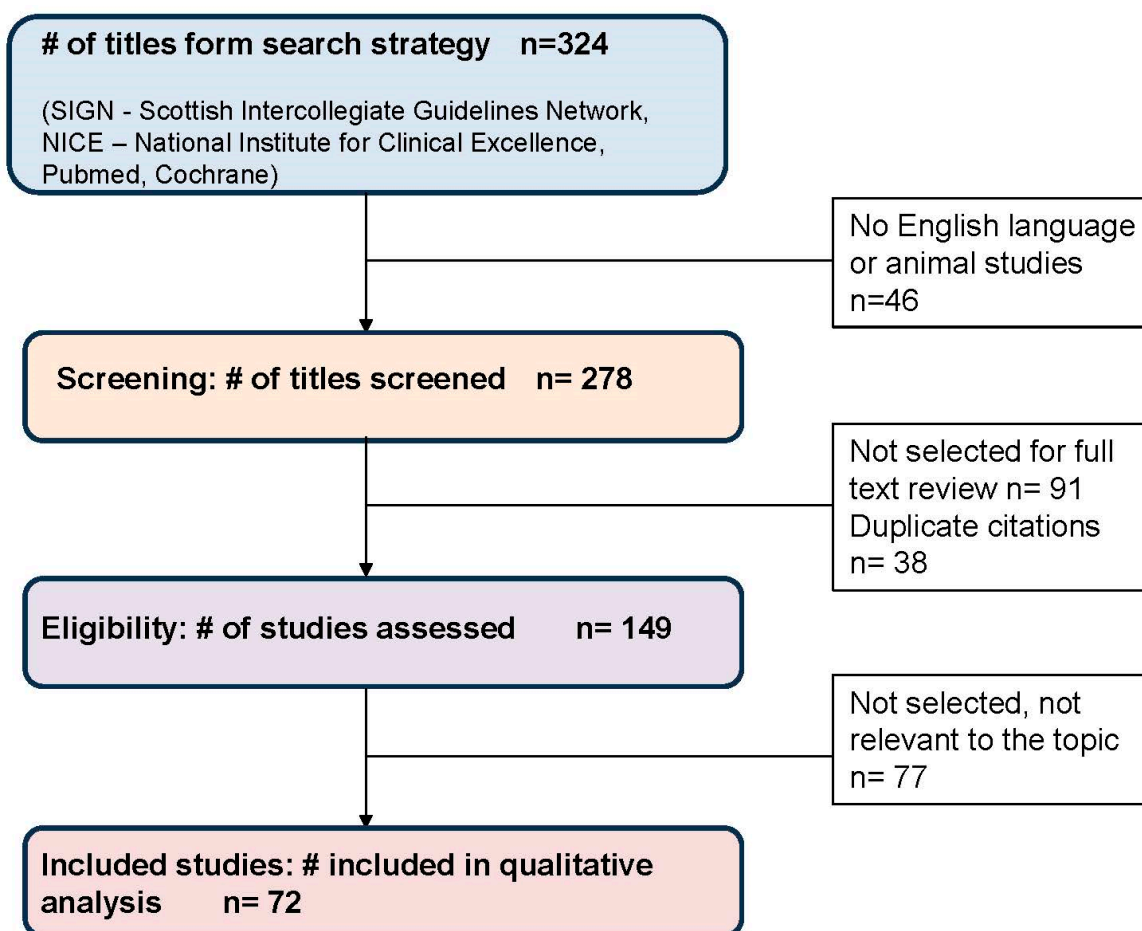 # of titles form search strategy n=324
(SIGN - Scottish Intercollegiate Guidelines Network,
NICE – National Institute for Clinical Excellence,
Pubmed, Cochrane)
No English language
or animal studies
n=46
Screening: # of titles screened n= 278
Not selected for full
text review n= 91
Duplicate citations
n= 38
Eligibility: # of studies assessed n= 149
Not selected, not
relevant to the topic
n= 77
Included studies: # included in qualitative
analysis n= 72